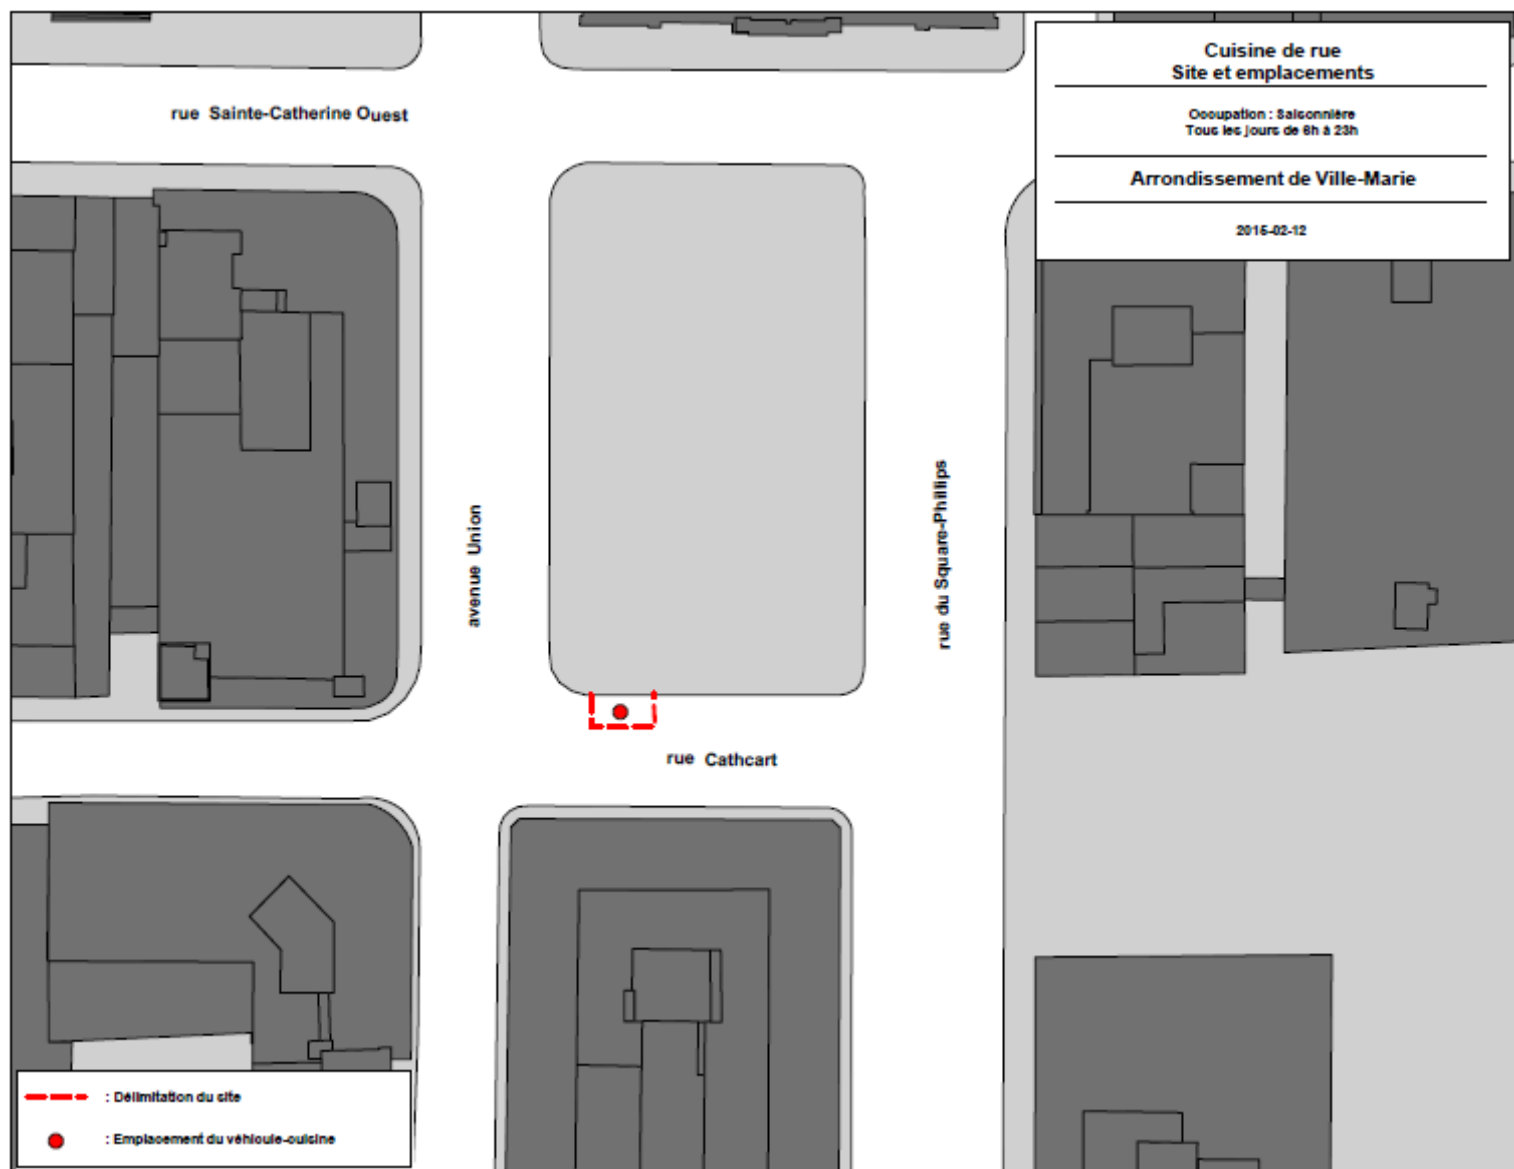 Cuisine de rue
Site et emplacements
Occupation : Saisonnière
Tous les jours de 6h à 23h
Arrondissement de Ville-Marie
2015-02-12
rue Sainte-Catherine Ouest
avenue Union
rue du Square-Phillips
rue Cathcart
: Délimitation du site
: Emplacement du véhicule-cuisine